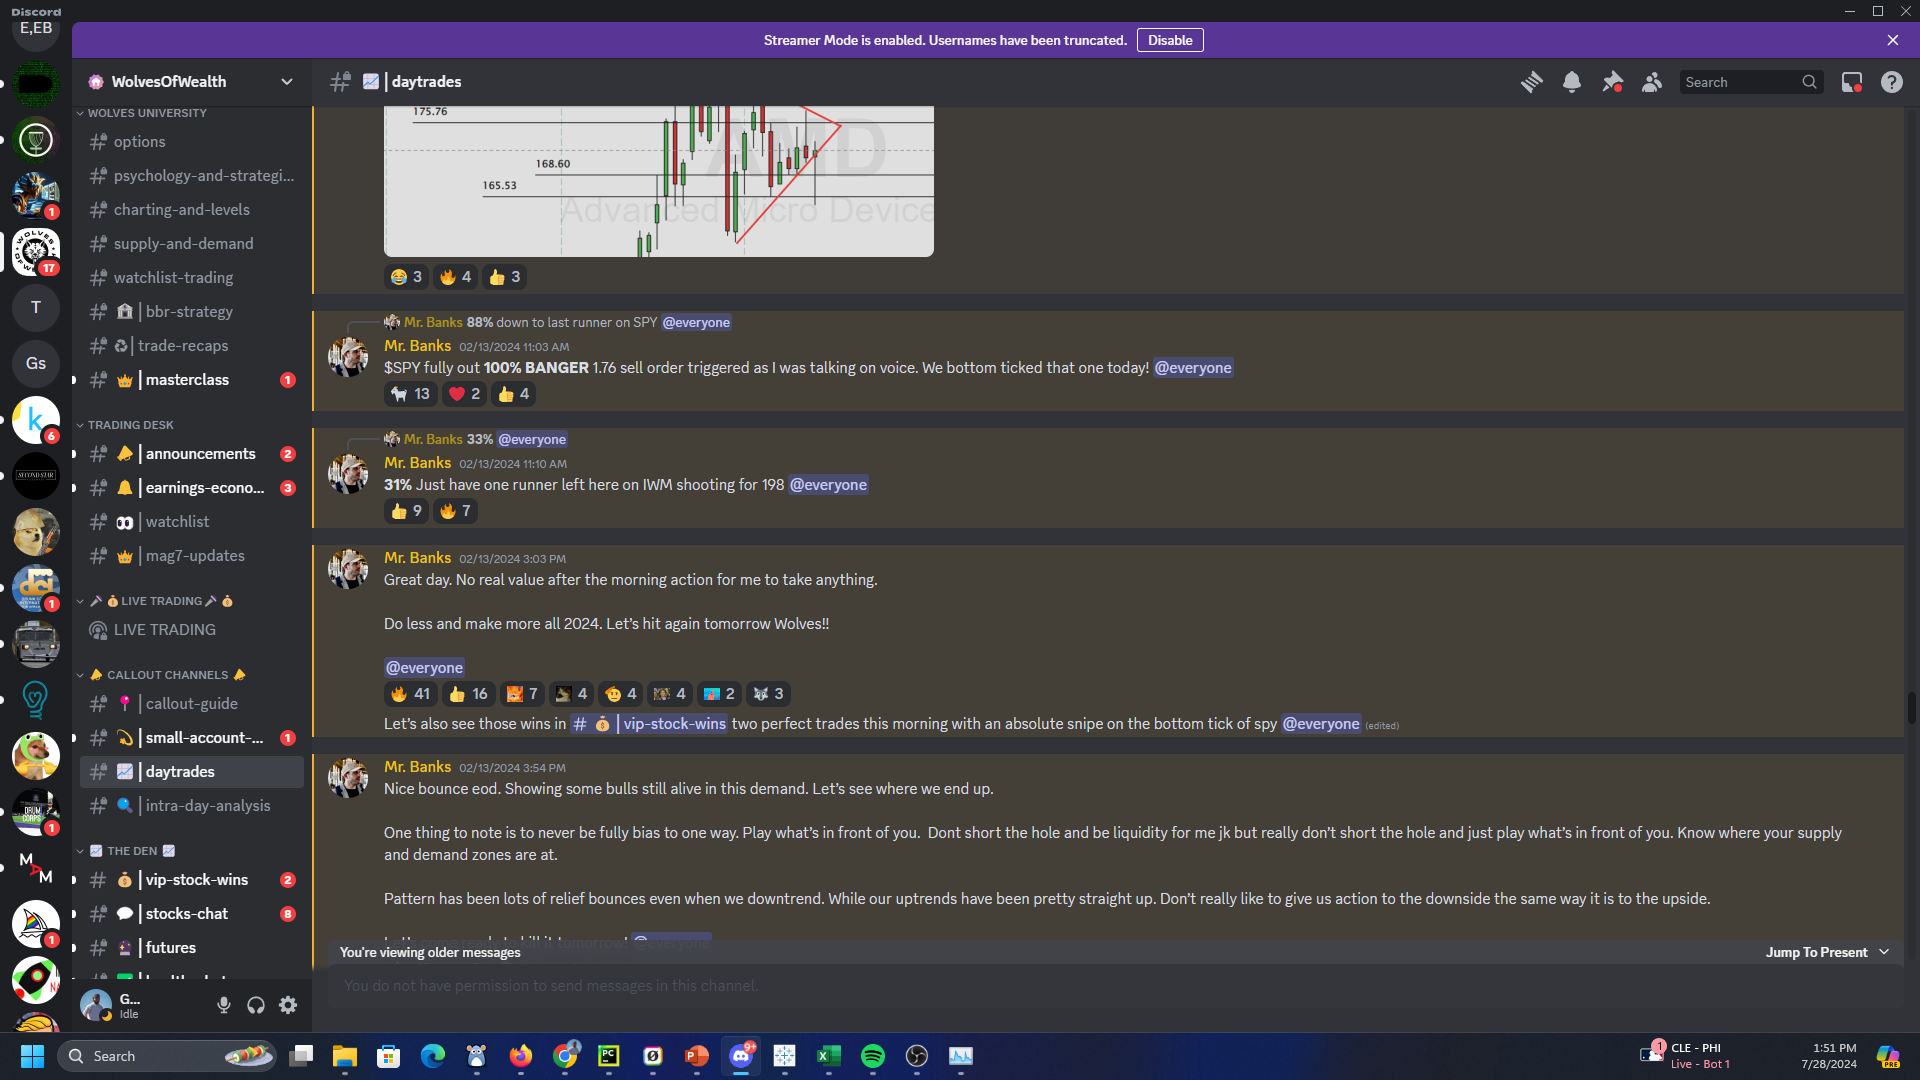 Discord
E,EB
Streamer Mode is enabled. Usernames have been truncated.
Disable
WolvesOfWealth
daytrades
Search
WOLVES UNIVERSITY
options
psychology-and-strategi...
charting-and-levels
supply-and-demand
watchlist-trading
bbr-strategy
trade-recaps
masterclass
1
TRADING DESK
announcements
2
earnings-econo...
3
watchlist
mag7-updates
LIVE TRADING
LIVE TRADING
CALLOUT CHANNELS
callout-guide
small-account-...
1
daytrades
intra-day-analysis
THE DEN
vip-stock-wins
2
stocks-chat
8
futures
G...
Idle
1
WOLVES
17
T
Gs
k
6
SECOND STAR
dci
1
DRUM CORPS
1
M A M
1
175.76
168.60
165.53
AMD
Advanced Micro Device
3
4
3
Mr. Banks 88% down to last runner on SPY @everyone
Mr. Banks 02/13/2024 11:03 AM
$SPY fully out 100% BANGER 1.76 sell order triggered as I was talking on voice. We bottom ticked that one today! @everyone
13
2
4
Mr. Banks 33% @everyone
Mr. Banks 02/13/2024 11:10 AM
31% Just have one runner left here on IWM shooting for 198 @everyone
9
7
Mr. Banks 02/13/2024 3:03 PM
Great day. No real value after the morning action for me to take anything.
Do less and make more all 2024. Let's hit again tomorrow Wolves!!
@everyone
41
16
7
4
4
4
2
3
Let's also see those wins in # | vip-stock-wins two perfect trades this morning with an absolute snipe on the bottom tick of spy @everyone (edited)
Mr. Banks 02/13/2024 3:54 PM
Nice bounce eod. Showing some bulls still alive in this demand. Let's see where we end up.
One thing to note is to never be fully bias to one way. Play what's in front of you. Dont short the hole and be liquidity for me jk but really don't short the hole and just play what's in front of you. Know where your supply
and demand zones are at.
Pattern has been lots of relief bounces even when we downtrend. While our uptrends have been pretty straight up. Don't really like to give us action to the downside the same way it is to the upside.
You're viewing older messages
Jump To Present
You do not have permission to send messages in this channel.
Search
PC
9+
1
CLE - PHI
Live - Bot 1
1:51 PM
7/28/2024
PRE